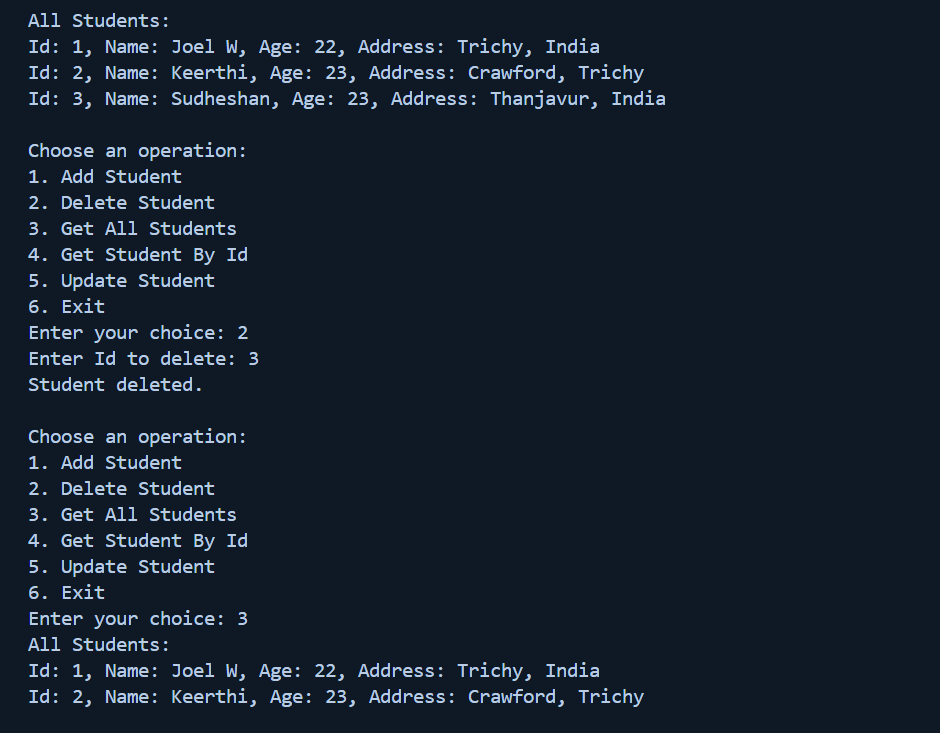 All Students:
Id: 1, Name: Joel W, Age: 22, Address: Trichy, India
Id: 2, Name: Keerthi, Age: 23, Address: Crawford, Trichy
Id: 3, Name: Sudheshan, Age: 23, Address: Thanjavur, India
Choose an operation:
1. Add Student
2. Delete Student
3. Get All Students
4. Get Student By Id
5. Update Student
6. Exit
Enter your choice: 2
Enter Id to delete: 3
Student deleted.
Choose an operation:
1. Add Student
2. Delete Student
3. Get All Students
4. Get Student By Id
5. Update Student
6. Exit
Enter your choice: 3
All Students:
Id: 1, Name: Joel W, Age: 22, Address: Trichy, India
Id: 2, Name: Keerthi, Age: 23, Address: Crawford, Trichy